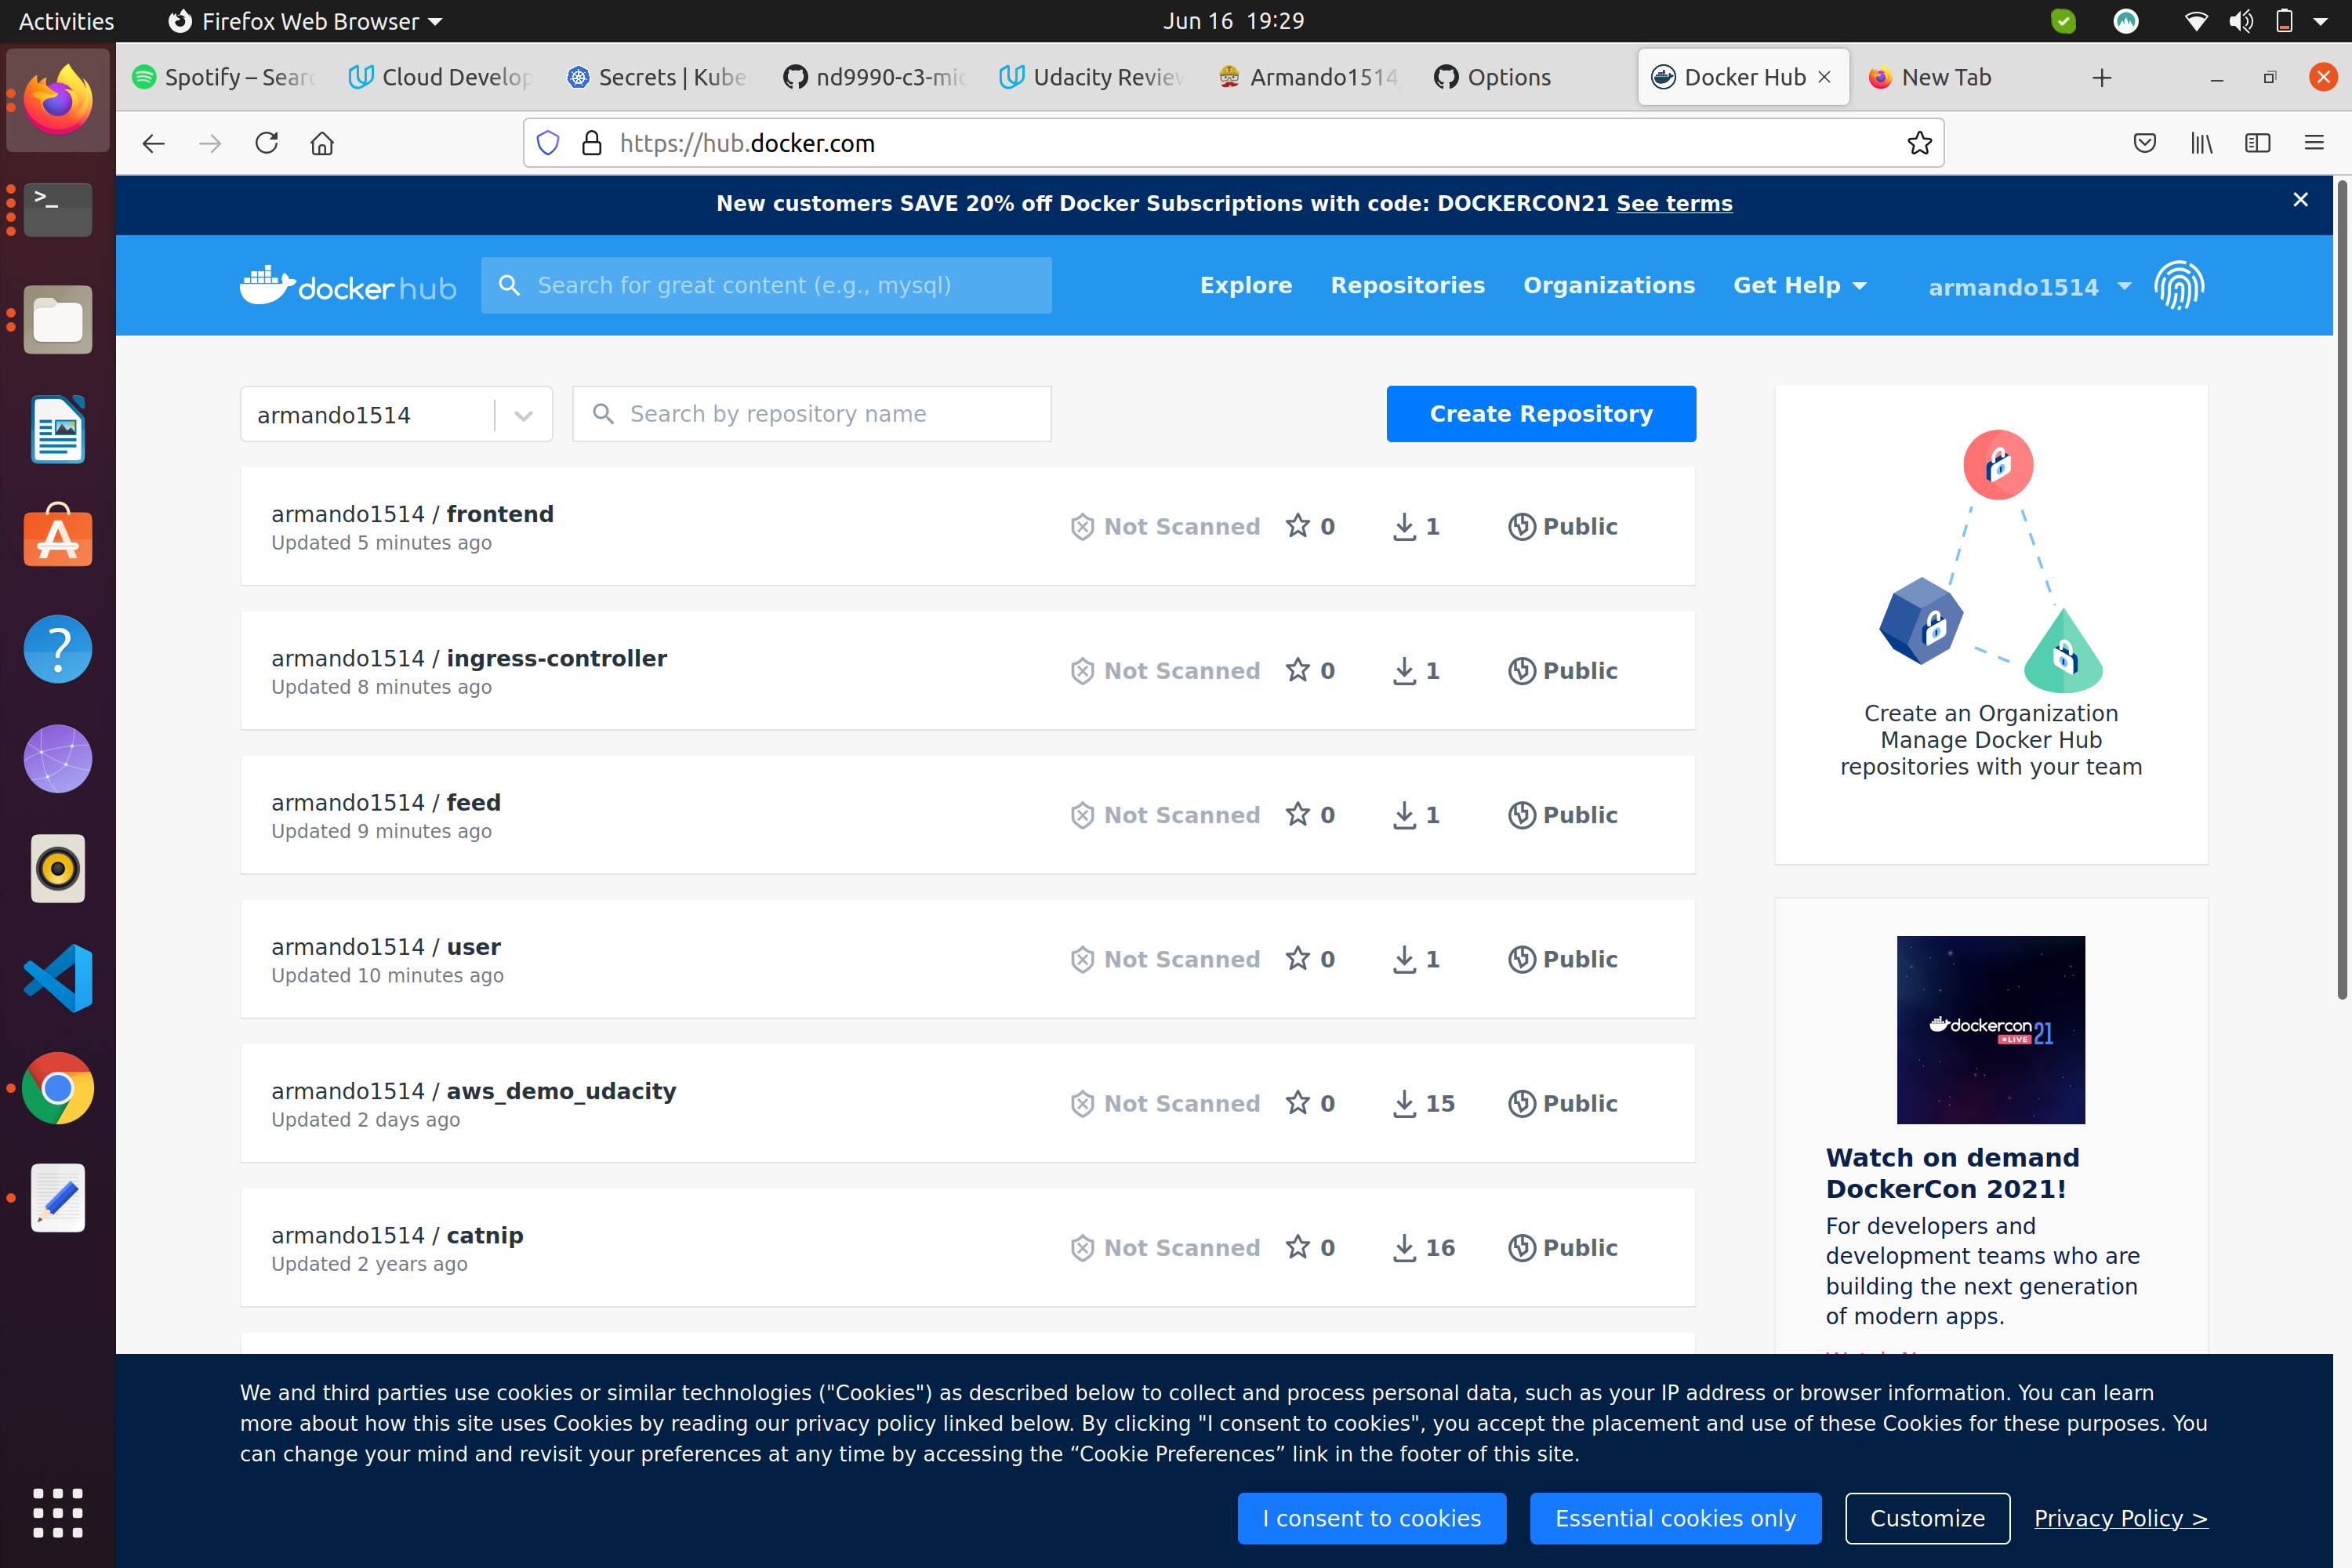 Activities
Firefox Web Browser
Jun 16 19:29
Spotify – Sear
Cloud Develop
Secrets | Kube
nd9990-c3-mic
Udacity Review
Armando1514
Options
Docker Hub
New Tab
https://hub.docker.com
New customers SAVE 20% off Docker Subscriptions with code: DOCKERCON21 See terms
docker hub
Search for great content (e.g., mysql)
Explore
Repositories
Organizations
Get Help
armando1514
armando1514
Search by repository name
Create Repository
armando1514 / frontend
Updated 5 minutes ago
Not Scanned
0
1
Public
armando1514 / ingress-controller
Updated 8 minutes ago
Not Scanned
0
1
Public
armando1514 / feed
Updated 9 minutes ago
Not Scanned
0
1
Public
armando1514 / user
Updated 10 minutes ago
Not Scanned
0
1
Public
armando1514 / aws_demo_udacity
Updated 2 days ago
Not Scanned
0
15
Public
armando1514 / catnip
Updated 2 years ago
Not Scanned
0
16
Public
Create an Organization
Manage Docker Hub
repositories with your team
dockercon
LIVE 21
Watch on demand
DockerCon 2021!
For developers and
development teams who are
building the next generation
of modern apps.
We and third parties use cookies or similar technologies ("Cookies") as described below to collect and process personal data, such as your IP address or browser information. You can learn
more about how this site uses Cookies by reading our privacy policy linked below. By clicking "I consent to cookies", you accept the placement and use of these Cookies for these purposes. You
can change your mind and revisit your preferences at any time by accessing the “Cookie Preferences” link in the footer of this site.
I consent to cookies
Essential cookies only
Customize
Privacy Policy >